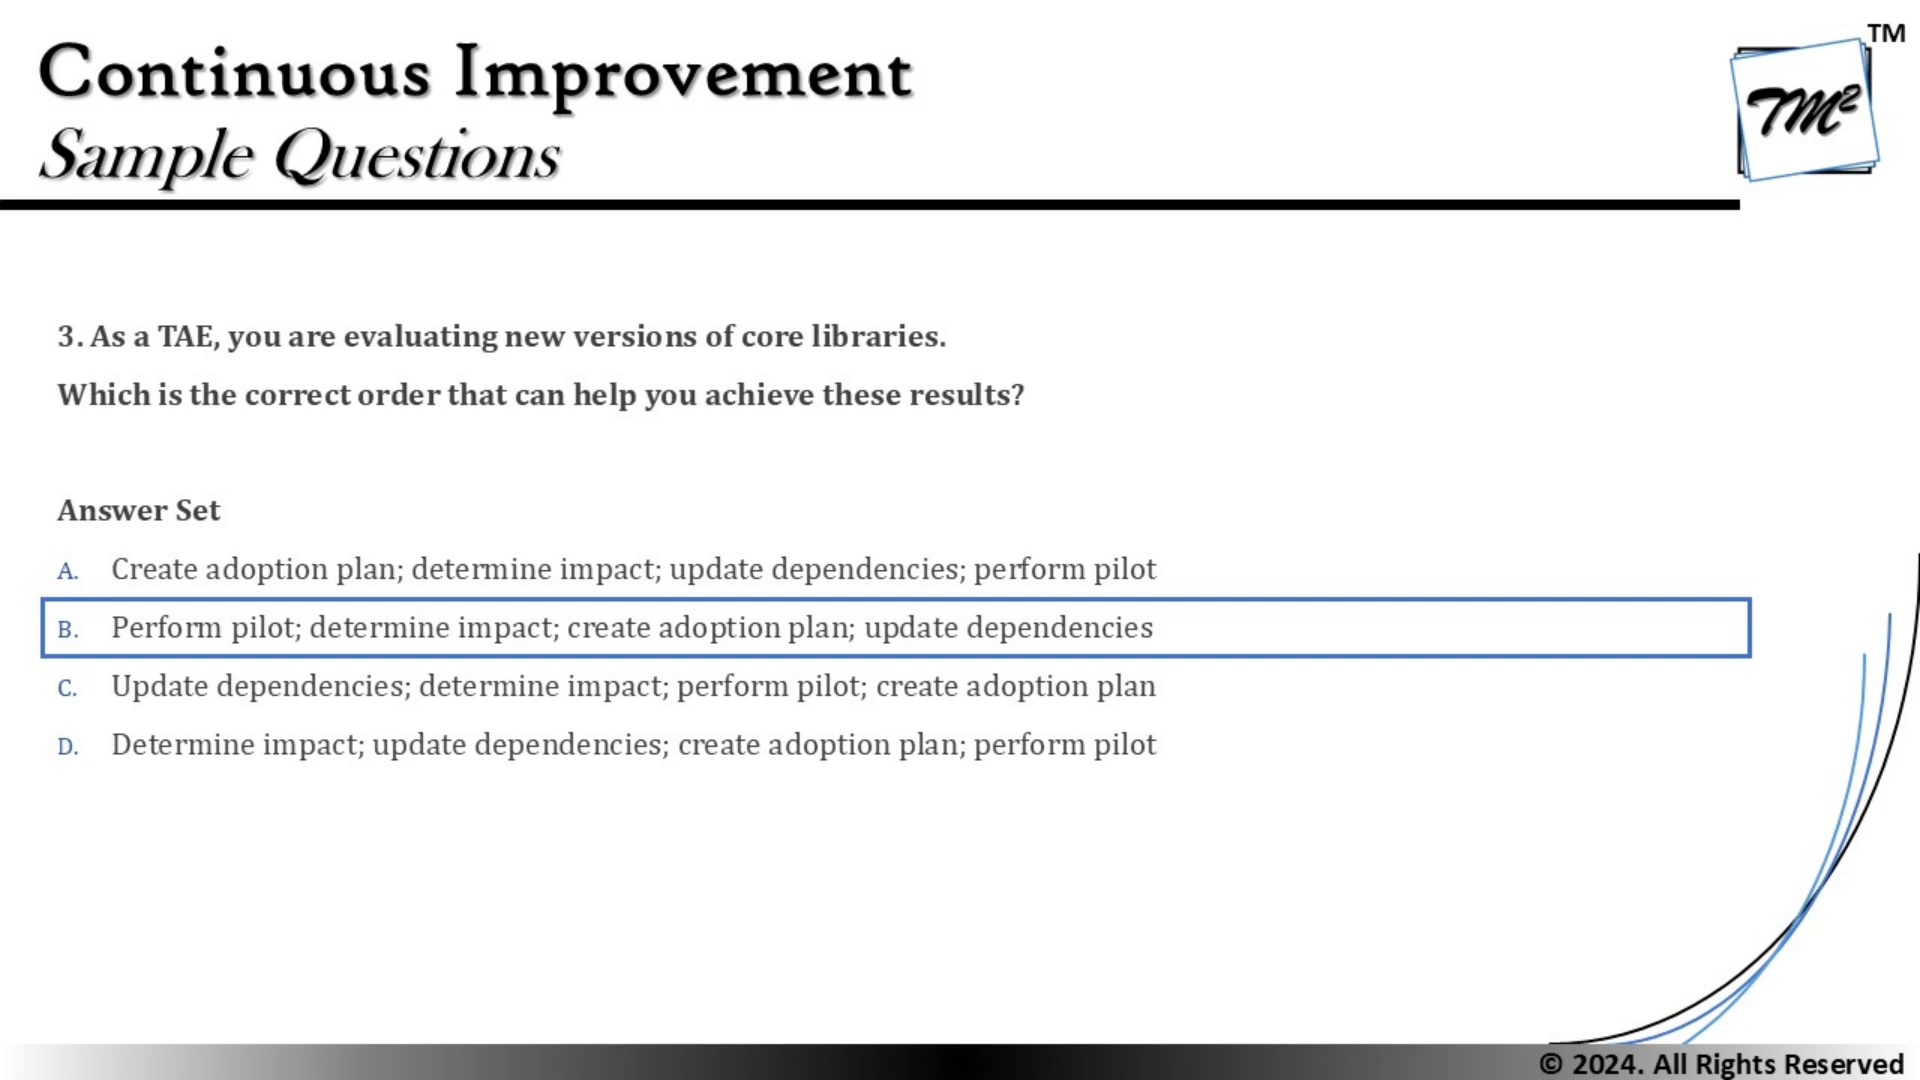 Continuous Improvement
Sample Questions
TM
TM²
3. As a TAE, you are evaluating new versions of core libraries.
Which is the correct order that can help you achieve these results?
Answer Set
A. Create adoption plan; determine impact; update dependencies; perform pilot
B. Perform pilot; determine impact; create adoption plan; update dependencies
C. Update dependencies; determine impact; perform pilot; create adoption plan
D. Determine impact; update dependencies; create adoption plan; perform pilot
© 2024. All Rights Reserved